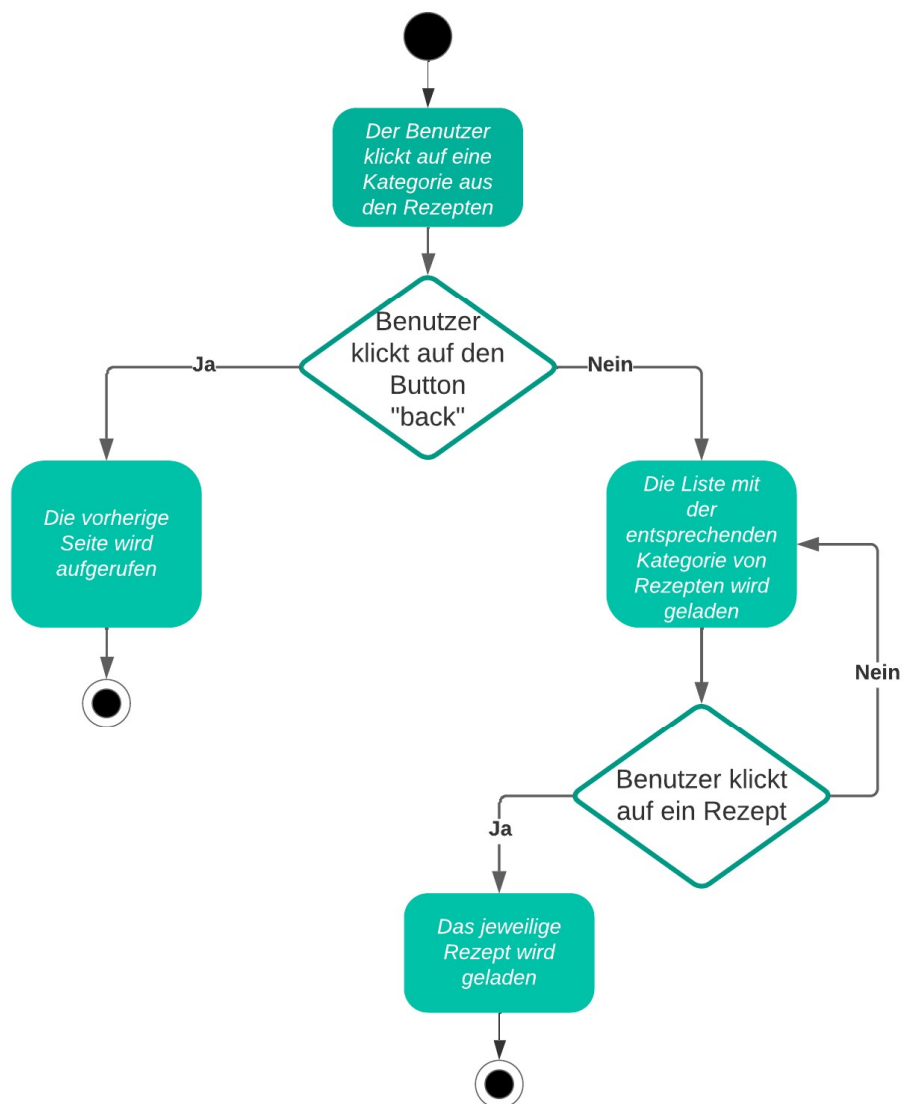 Der Benutzer
klickt auf eine
Kategorie aus
den Rezepten
Benutzer
klickt auf den
Button
"back"
Ja
Nein
Die vorherige
Seite wird
aufgerufen
Die Liste mit
der
entsprechenden
Kategorie von
Rezepten wird
geladen
Nein
Benutzer klickt
auf ein Rezept
Ja
Das jeweilige
Rezept wird
geladen